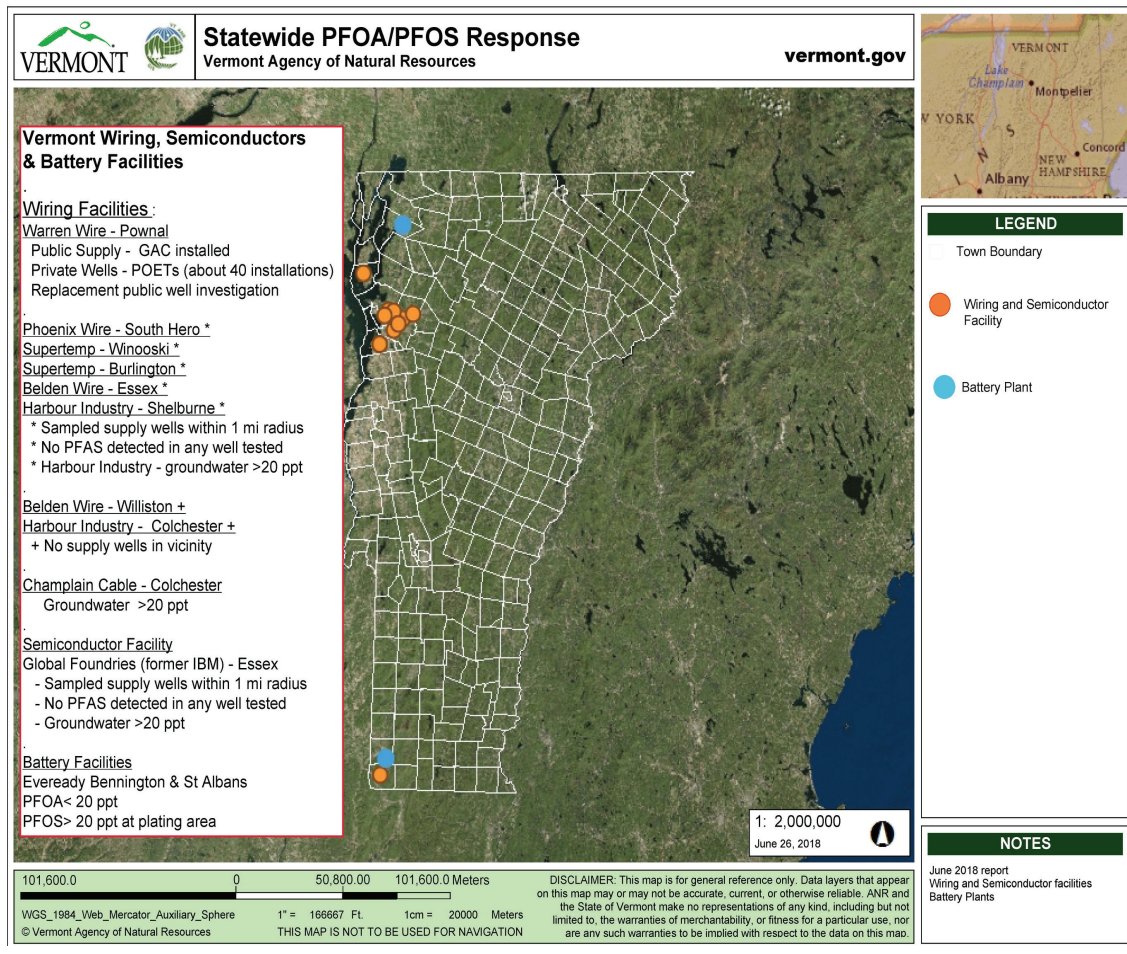 VERMONT
Statewide PFOA/PFOS Response
Vermont Agency of Natural Resources
vermont.gov
Vermont Wiring, Semiconductors
& Battery Facilities
.
Wiring Facilities :
Warren Wire - Pownal
Public Supply - GAC installed
Private Wells - POETs (about 40 installations)
Replacement public well investigation
.
Phoenix Wire - South Hero *
Supertemp - Winooski *
Supertemp - Burlington *
Belden Wire - Essex *
Harbour Industry - Shelburne *
* Sampled supply wells within 1 mi radius
* No PFAS detected in any well tested
* Harbour Industry - groundwater >20 ppt
.
Belden Wire - Williston +
Harbour Industry - Colchester +
+ No supply wells in vicinity
.
Champlain Cable - Colchester
Groundwater >20 ppt
.
Semiconductor Facility
Global Foundries (former IBM) - Essex
- Sampled supply wells within 1 mi radius
- No PFAS detected in any well tested
- Groundwater >20 ppt
.
Battery Facilities
Eveready Bennington & St Albans
PFOA< 20 ppt
PFOS> 20 ppt at plating area
1: 2,000,000
June 26, 2018
VERMONT
Lake
Champlain
Montpelier
W YORK
S
N
I
Concord
NEW
HAMPSHIRE
Albany
LEGEND
Town Boundary
Wiring and Semiconductor
Facility
Battery Plant
NOTES
June 2018 report
Wiring and Semiconductor facilities
Battery Plants
101,600.0 0 50,800.00 101,600.0 Meters
WGS_1984_Web_Mercator_Auxiliary_Sphere 1" = 166667 Ft. 1cm = 20000 Meters
© Vermont Agency of Natural Resources THIS MAP IS NOT TO BE USED FOR NAVIGATION
DISCLAIMER: This map is for general reference only. Data layers that appear
on this map may or may not be accurate, current, or otherwise reliable. ANR and
the State of Vermont make no representations of any kind, including but not
limited to, the warranties of merchantability, or fitness for a particular use, nor
are any such warranties to be implied with respect to the data on this map.